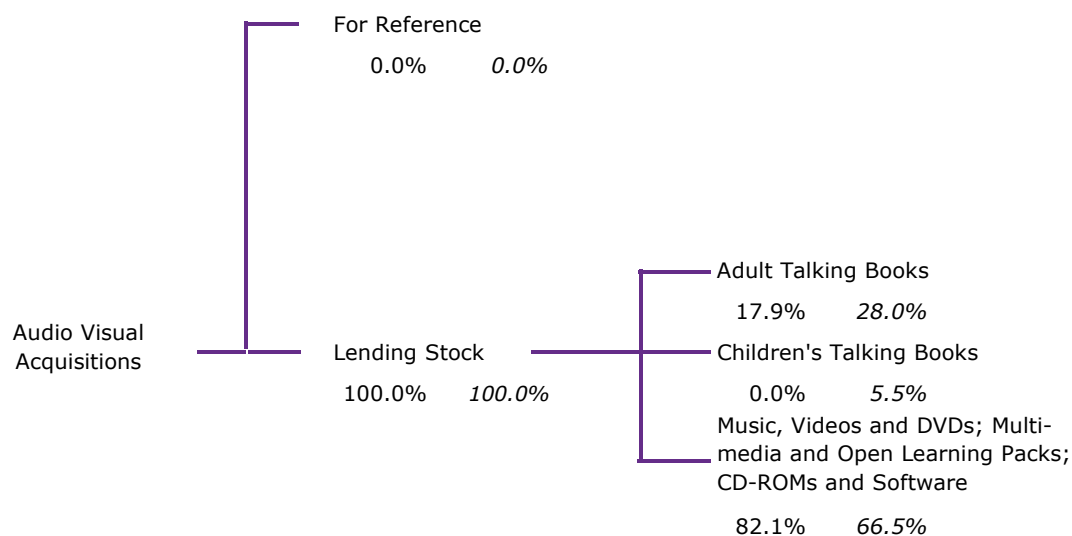 For Reference
0.0% 0.0%
Audio Visual
Acquisitions
Lending Stock
100.0% 100.0%
Adult Talking Books
17.9% 28.0%
Children's Talking Books
0.0% 5.5%
Music, Videos and DVDs; Multi-
media and Open Learning Packs;
CD-ROMs and Software
82.1% 66.5%